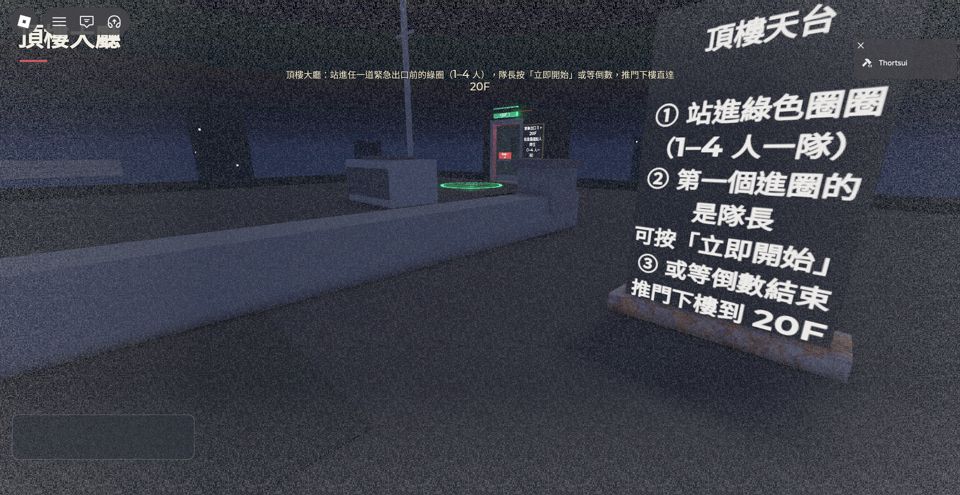 頂樓大廳
頂樓大廳：站進任一道緊急出口前的綠圈（1–4 人），隊長按「立即開始」或等倒數，推門下樓直達
20F
Thortsui
頂樓天台
① 站進綠色圈圈
（1–4 人一隊）
② 第一個進圈的
是隊長
可按「立即開始」
③ 或等倒數結束
推門下樓到 20F